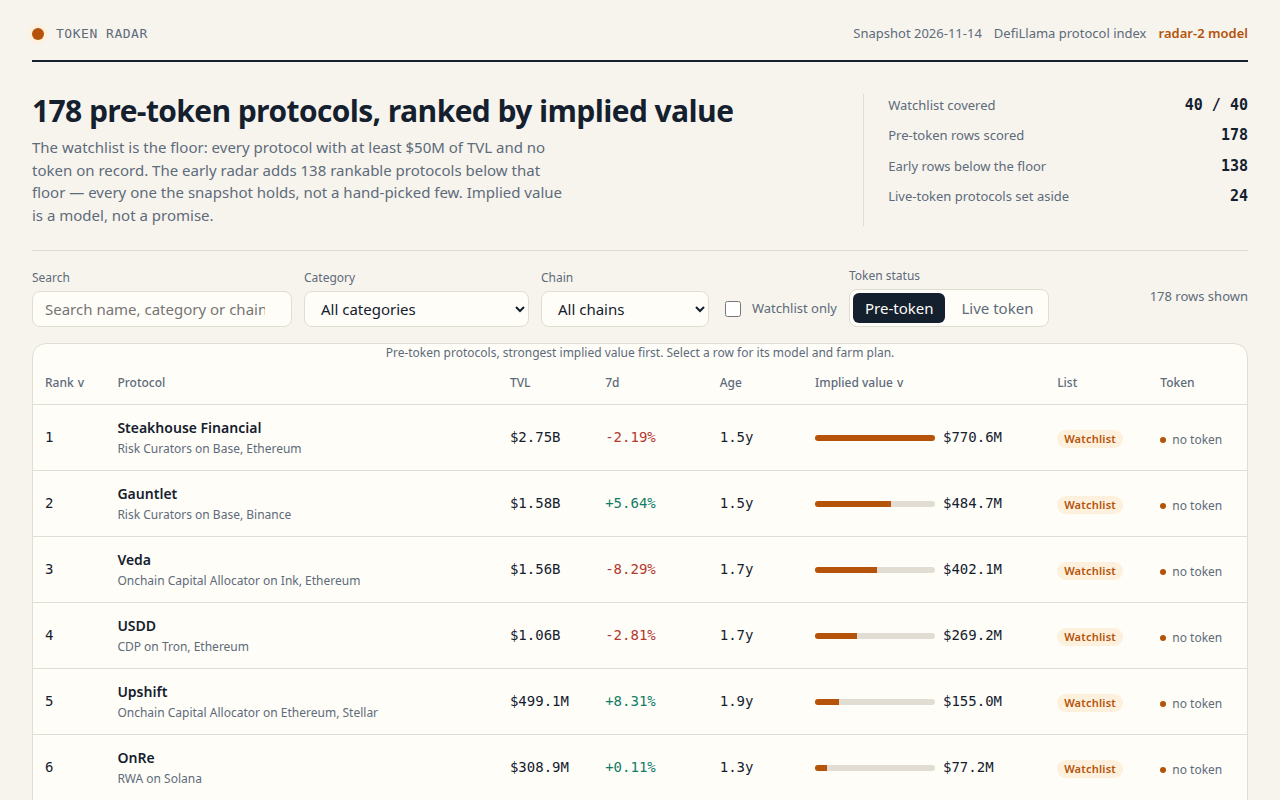 TOKEN RADAR
Snapshot 2026-11-14 DefiLlama protocol index radar-2 model
178 pre-token protocols, ranked by implied value
The watchlist is the floor: every protocol with at least $50M of TVL and no
token on record. The early radar adds 138 rankable protocols below that
floor — every one the snapshot holds, not a hand-picked few. Implied value
is a model, not a promise.
Watchlist covered 40 / 40
Pre-token rows scored 178
Early rows below the floor 138
Live-token protocols set aside 24
Search
Category
Chain
Token status
Search name, category or chain
All categories
All chains
Watchlist only
Pre-token
Live token
178 rows shown
Pre-token protocols, strongest implied value first. Select a row for its model and farm plan.
Rank v Protocol TVL 7d Age Implied value v List Token
1 Steakhouse Financial $2.75B -2.19% 1.5y $770.6M Watchlist no token
Risk Curators on Base, Ethereum
2 Gauntlet $1.58B +5.64% 1.5y $484.7M Watchlist no token
Risk Curators on Base, Binance
3 Veda $1.56B -8.29% 1.7y $402.1M Watchlist no token
Onchain Capital Allocator on Ink, Ethereum
4 USDD $1.06B -2.81% 1.7y $269.2M Watchlist no token
CDP on Tron, Ethereum
5 Upshift $499.1M +8.31% 1.9y $155.0M Watchlist no token
Onchain Capital Allocator on Ethereum, Stellar
6 OnRe $308.9M +0.11% 1.3y $77.2M Watchlist no token
RWA on Solana